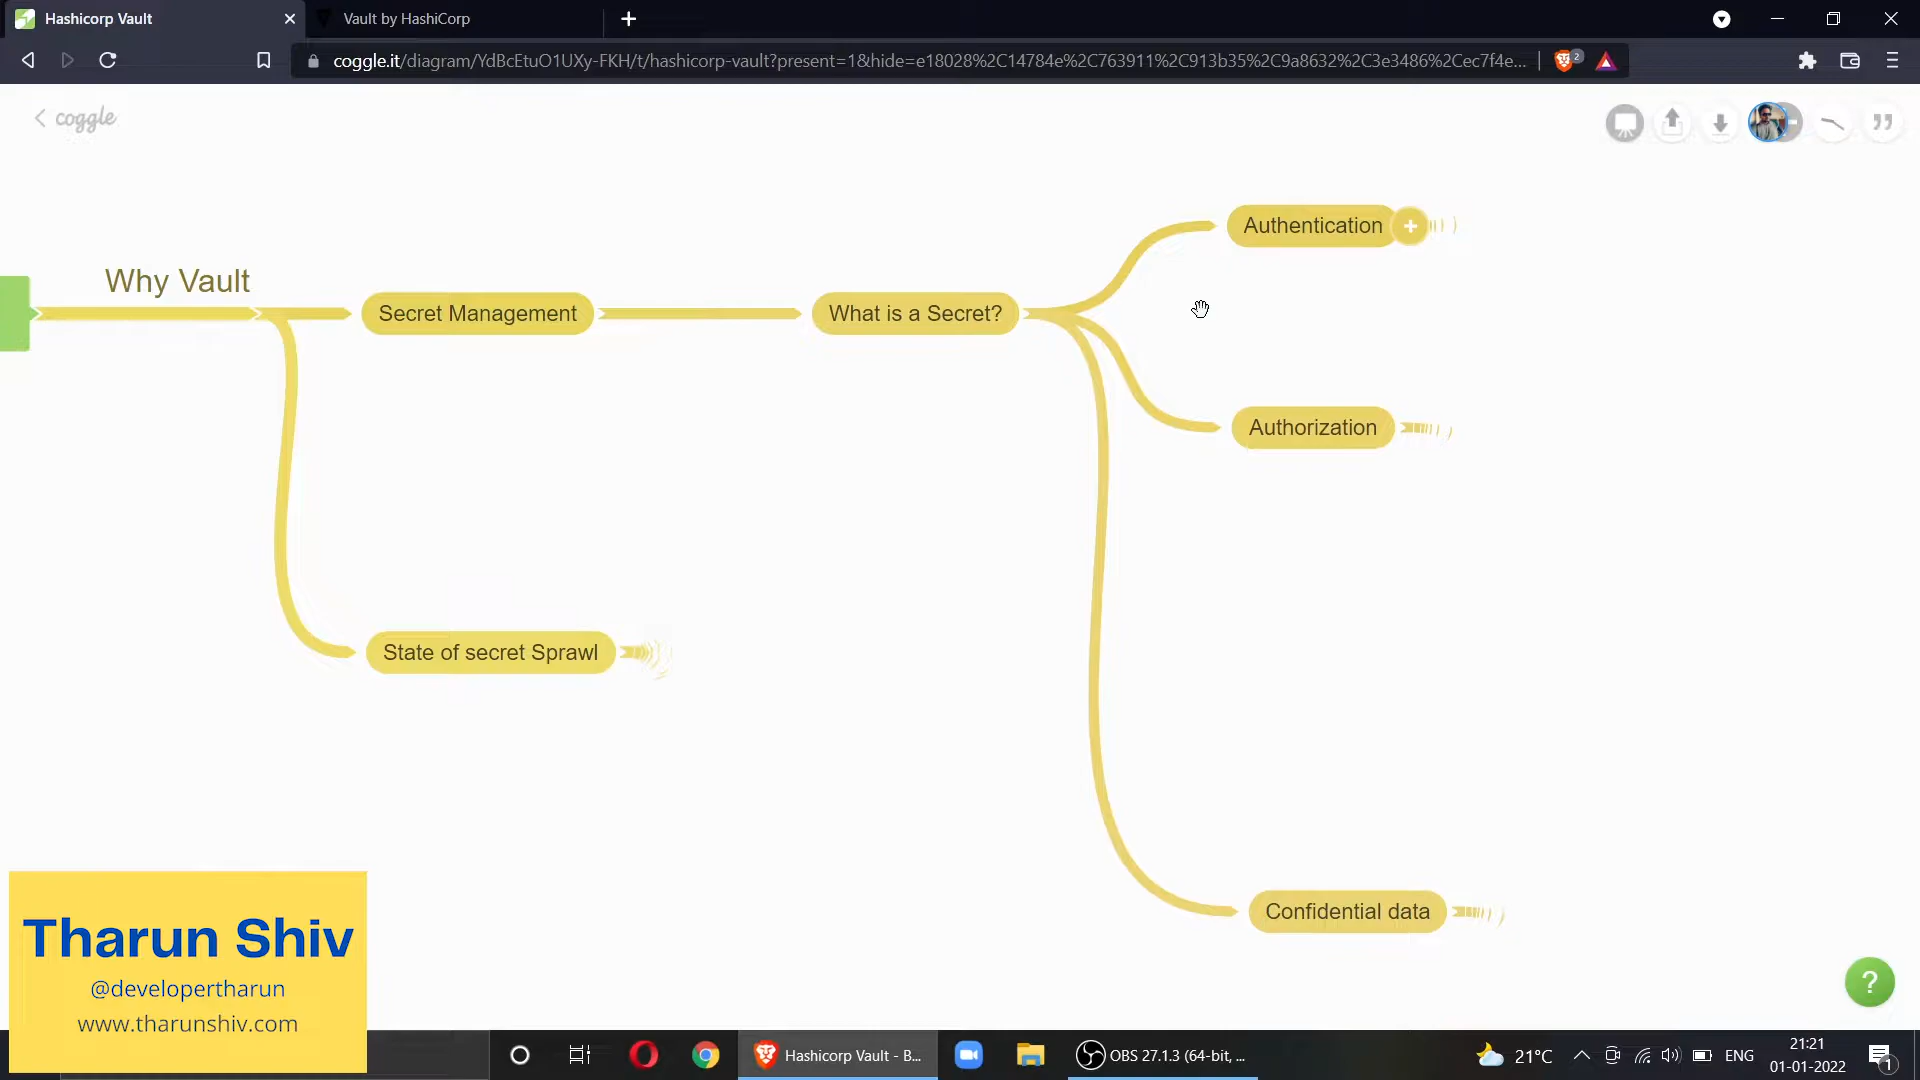 Hashicorp Vault
Vault by HashiCorp
coggle.it/diagram/YdBcEtuO1UXy-FKH/t/hashicorp-vault?present=1&hide=e18028%2C14784e%2C763911%2C913b35%2C9a8632%2C3e3486%2Cec7f4e...
2
coggle
Authentication
Why Vault
Secret Management
What is a Secret?
Authorization
State of secret Sprawl
Confidential data
Tharun Shiv
@developertharun
www.tharunshiv.com
?
Hashicorp Vault - B...
OBS 27.1.3 (64-bit, ...
21°C
ENG
21:21
01-01-2022
1